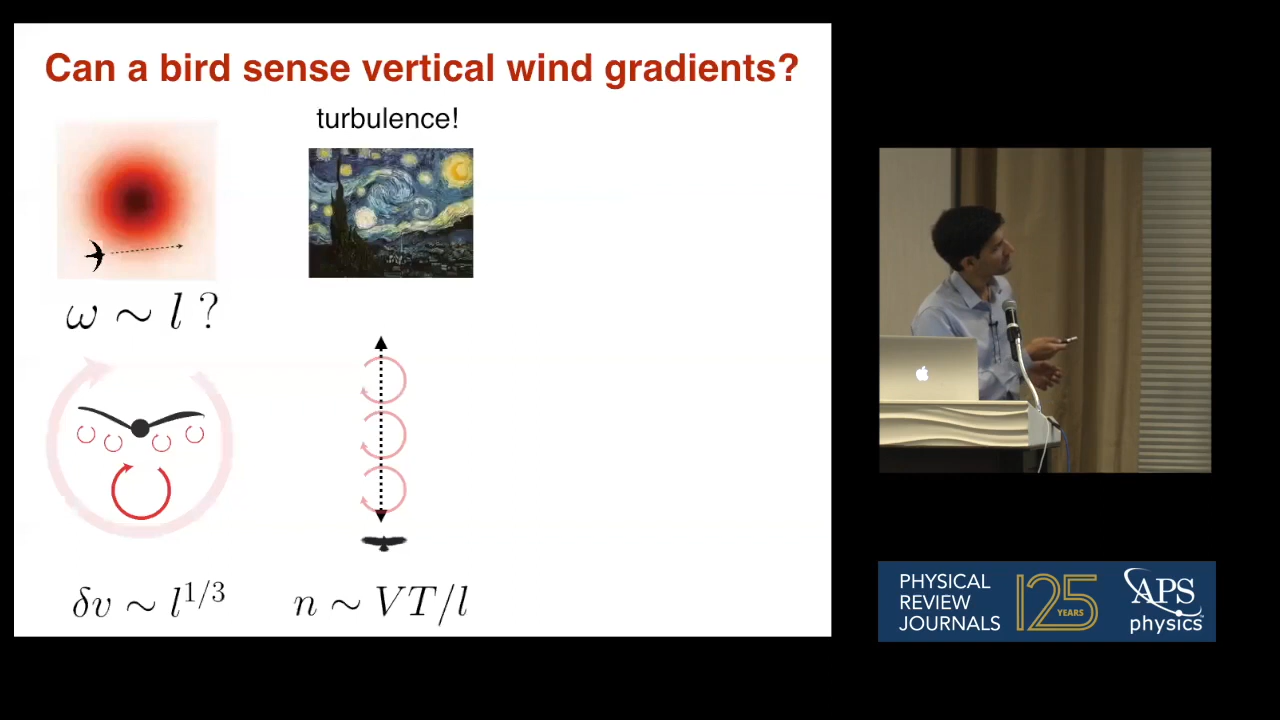 Can a bird sense vertical wind gradients?
turbulence!
ω ~ l ?
δv ~ l^{1/3}
n ~ VT/l
PHYSICAL
REVIEW
JOURNALS
125
YEARS
APS
physics